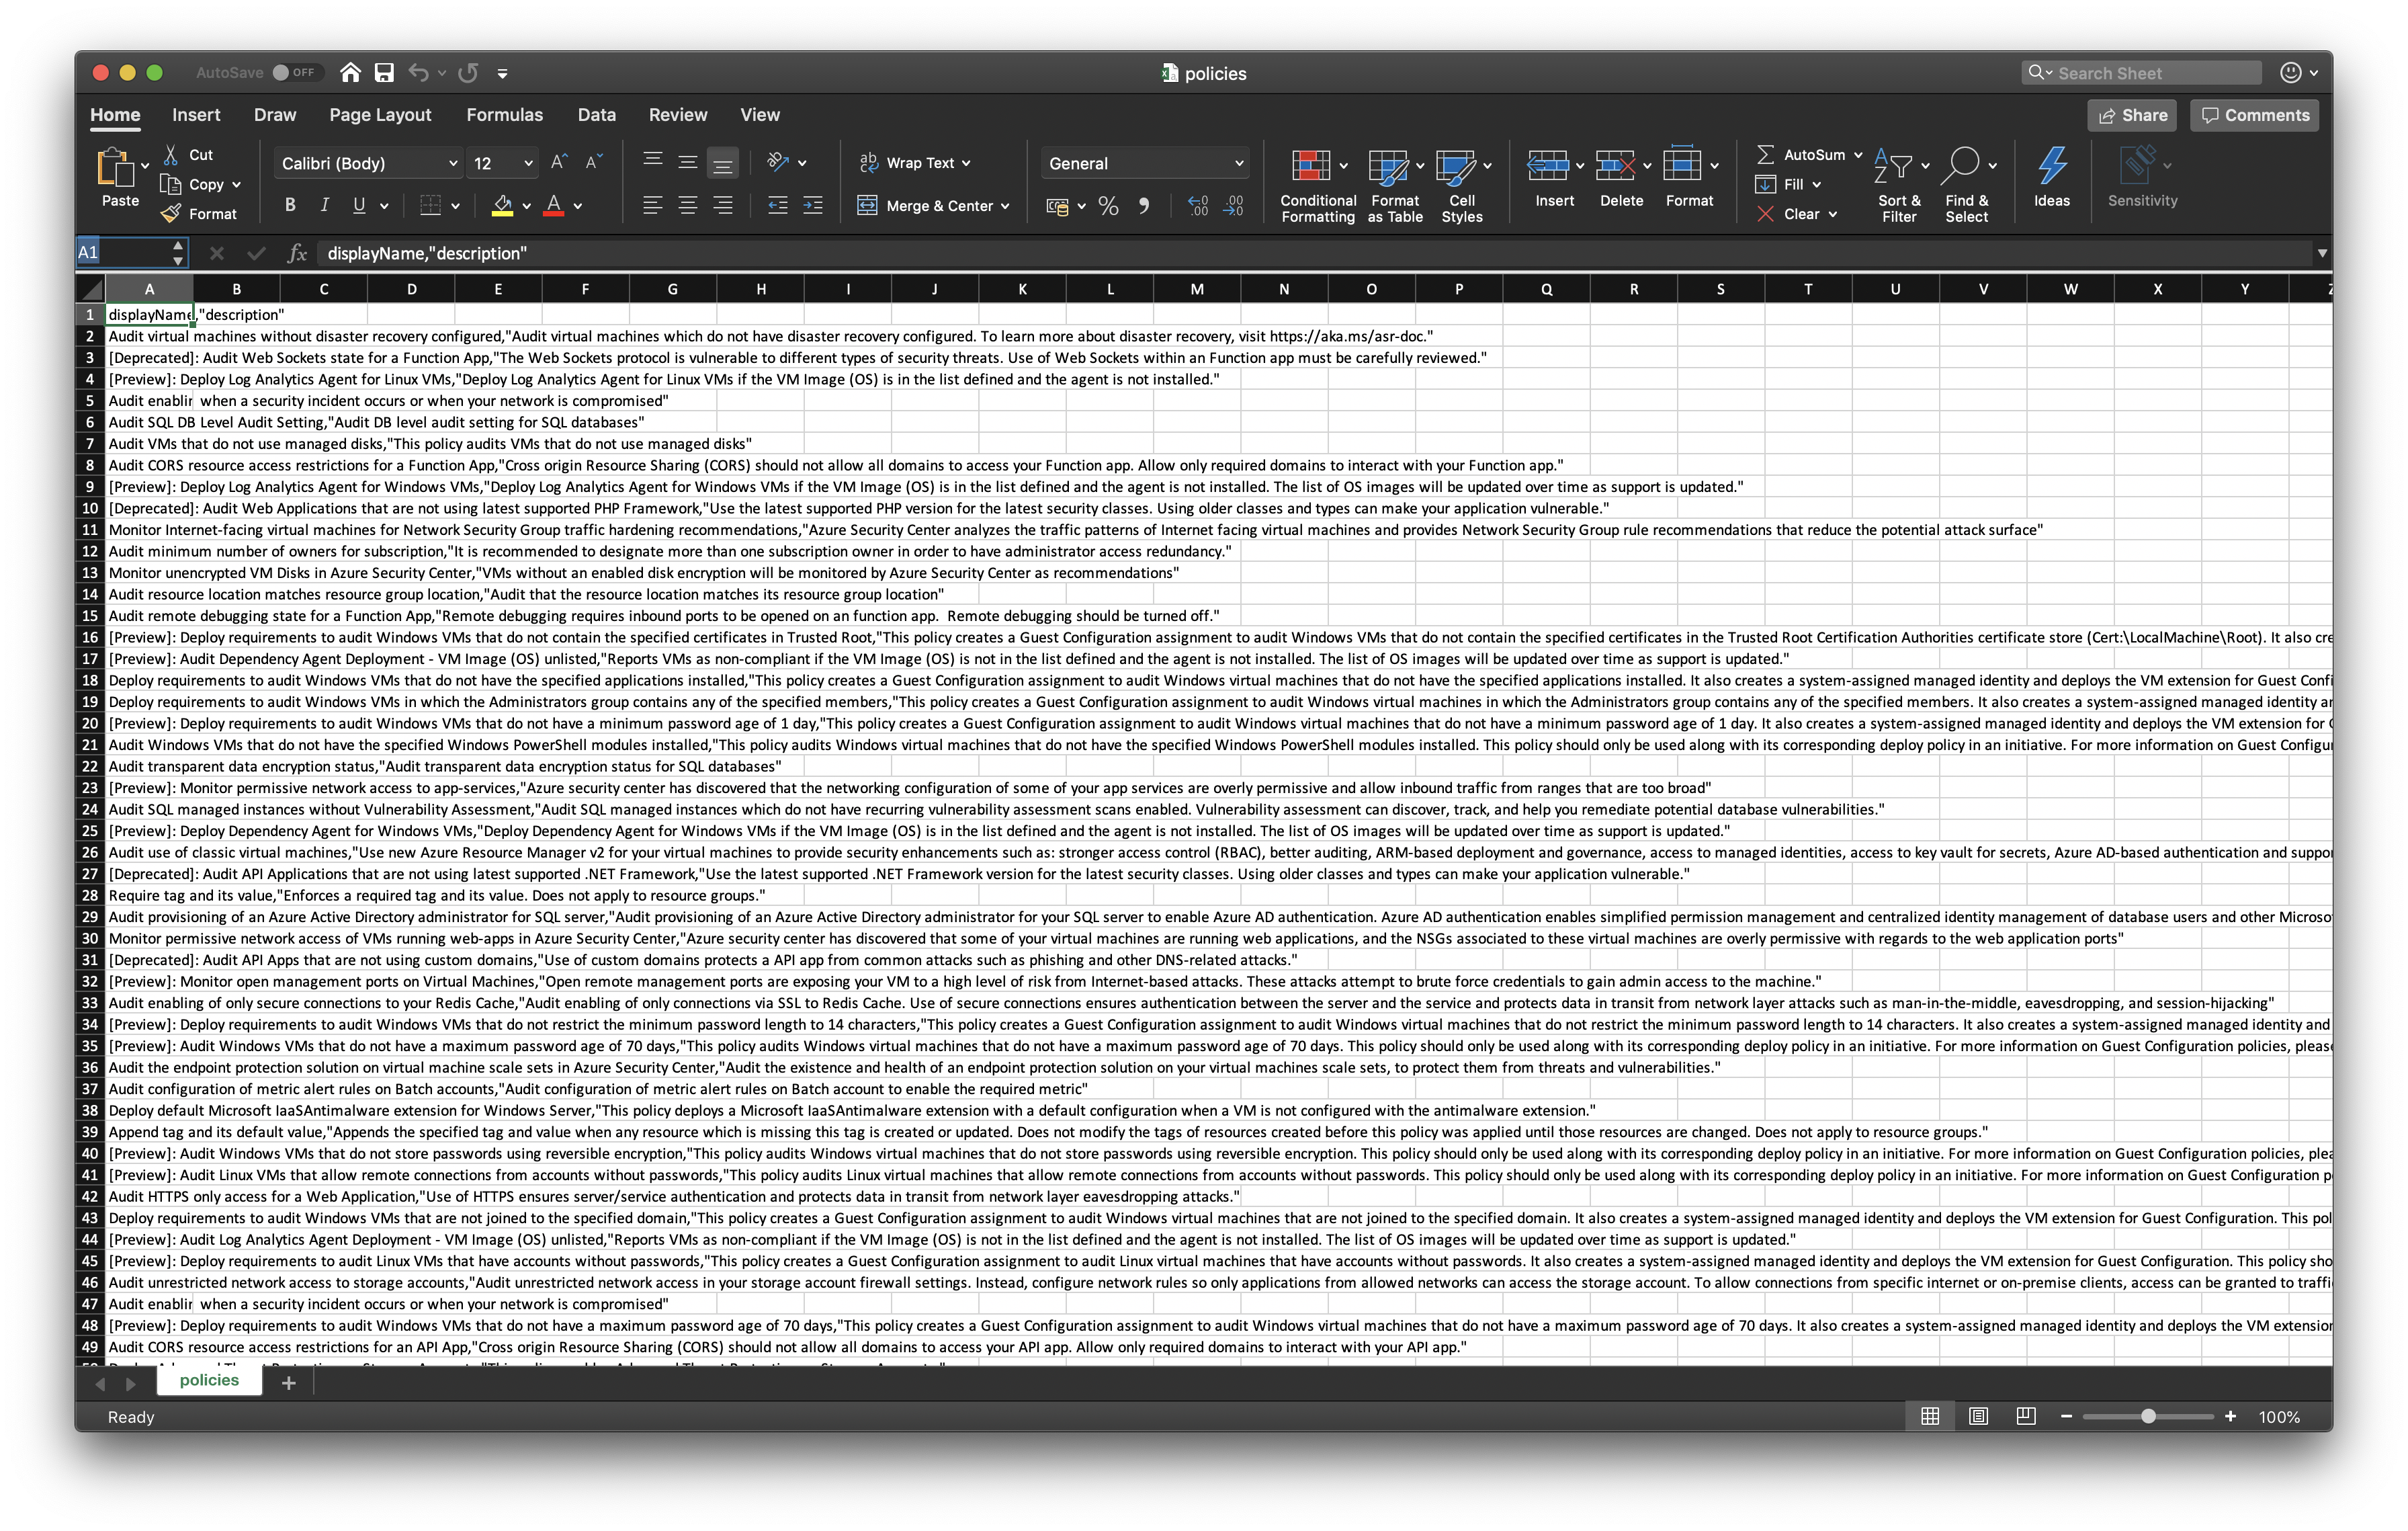 AutoSave OFF
policies
Search Sheet
Home Insert Draw Page Layout Formulas Data Review View
Share Comments
Paste
Cut
Copy
Format
Calibri (Body) 12
B I U
Wrap Text
Merge & Center
General
Conditional Formatting
Format as Table
Cell Styles
Insert Delete Format
AutoSum
Fill
Clear
Sort & Filter
Find & Select
Ideas
Sensitivity
A1 fx displayName,"description"
A B C D E F G H I J K L M N O P Q R S T U V W X Y Z
1 displayName,"description"
2 Audit virtual machines without disaster recovery configured,"Audit virtual machines which do not have disaster recovery configured. To learn more about disaster recovery, visit https://aka.ms/asr-doc."
3 [Deprecated]: Audit Web Sockets state for a Function App,"The Web Sockets protocol is vulnerable to different types of security threats. Use of Web Sockets within an Function app must be carefully reviewed."
4 [Preview]: Deploy Log Analytics Agent for Linux VMs,"Deploy Log Analytics Agent for Linux VMs if the VM Image (OS) is in the list defined and the agent is not installed."
5 Audit enablin when a security incident occurs or when your network is compromised"
6 Audit SQL DB Level Audit Setting,"Audit DB level audit setting for SQL databases"
7 Audit VMs that do not use managed disks,"This policy audits VMs that do not use managed disks"
8 Audit CORS resource access restrictions for a Function App,"Cross origin Resource Sharing (CORS) should not allow all domains to access your Function app. Allow only required domains to interact with your Function app."
9 [Preview]: Deploy Log Analytics Agent for Windows VMs,"Deploy Log Analytics Agent for Windows VMs if the VM Image (OS) is in the list defined and the agent is not installed. The list of OS images will be updated over time as support is updated."
10 [Deprecated]: Audit Web Applications that are not using latest supported PHP Framework,"Use the latest supported PHP version for the latest security classes. Using older classes and types can make your application vulnerable."
11 Monitor Internet-facing virtual machines for Network Security Group traffic hardening recommendations,"Azure Security Center analyzes the traffic patterns of Internet facing virtual machines and provides Network Security Group rule recommendations that reduce the potential attack surface"
12 Audit minimum number of owners for subscription,"It is recommended to designate more than one subscription owner in order to have administrator access redundancy."
13 Monitor unencrypted VM Disks in Azure Security Center,"VMs without an enabled disk encryption will be monitored by Azure Security Center as recommendations"
14 Audit resource location matches resource group location,"Audit that the resource location matches its resource group location"
15 Audit remote debugging state for a Function App,"Remote debugging requires inbound ports to be opened on an function app.  Remote debugging should be turned off."
16 [Preview]: Deploy requirements to audit Windows VMs that do not contain the specified certificates in Trusted Root,"This policy creates a Guest Configuration assignment to audit Windows VMs that do not contain the specified certificates in the Trusted Root Certification Authorities certificate store (Cert:\LocalMachine\Root). It also cre
17 [Preview]: Audit Dependency Agent Deployment - VM Image (OS) unlisted,"Reports VMs as non-compliant if the VM Image (OS) is not in the list defined and the agent is not installed. The list of OS images will be updated over time as support is updated."
18 Deploy requirements to audit Windows VMs that do not have the specified applications installed,"This policy creates a Guest Configuration assignment to audit Windows virtual machines that do not have the specified applications installed. It also creates a system-assigned managed identity and deploys the VM extension for Guest Confi
19 Deploy requirements to audit Windows VMs in which the Administrators group contains any of the specified members,"This policy creates a Guest Configuration assignment to audit Windows virtual machines in which the Administrators group contains any of the specified members. It also creates a system-assigned managed identity ar
20 [Preview]: Deploy requirements to audit Windows VMs that do not have a minimum password age of 1 day,"This policy creates a Guest Configuration assignment to audit Windows virtual machines that do not have a minimum password age of 1 day. It also creates a system-assigned managed identity and deploys the VM extension for
21 Audit Windows VMs that do not have the specified Windows PowerShell modules installed,"This policy audits Windows virtual machines that do not have the specified Windows PowerShell modules installed. This policy should only be used along with its corresponding deploy policy in an initiative. For more information on Guest Configu
22 Audit transparent data encryption status,"Audit transparent data encryption status for SQL databases"
23 [Preview]: Monitor permissive network access to app-services,"Azure security center has discovered that the networking configuration of some of your app services are overly permissive and allow inbound traffic from ranges that are too broad"
24 Audit SQL managed instances without Vulnerability Assessment,"Audit SQL managed instances which do not have recurring vulnerability assessment scans enabled. Vulnerability assessment can discover, track, and help you remediate potential database vulnerabilities."
25 [Preview]: Deploy Dependency Agent for Windows VMs,"Deploy Dependency Agent for Windows VMs if the VM Image (OS) is in the list defined and the agent is not installed. The list of OS images will be updated over time as support is updated."
26 Audit use of classic virtual machines,"Use new Azure Resource Manager v2 for your virtual machines to provide security enhancements such as: stronger access control (RBAC), better auditing, ARM-based deployment and governance, access to managed identities, access to key vault for secrets, Azure AD-based authentication and suppor
27 [Deprecated]: Audit API Applications that are not using latest supported .NET Framework,"Use the latest supported .NET Framework version for the latest security classes. Using older classes and types can make your application vulnerable."
28 Require tag and its value,"Enforces a required tag and its value. Does not apply to resource groups."
29 Audit provisioning of an Azure Active Directory administrator for SQL server,"Audit provisioning of an Azure Active Directory administrator for your SQL server to enable Azure AD authentication. Azure AD authentication enables simplified permission management and centralized identity management of database users and other Microso
30 Monitor permissive network access of VMs running web-apps in Azure Security Center,"Azure security center has discovered that some of your virtual machines are running web applications, and the NSGs associated to these virtual machines are overly permissive with regards to the web application ports"
31 [Deprecated]: Audit API Apps that are not using custom domains,"Use of custom domains protects a API app from common attacks such as phishing and other DNS-related attacks."
32 [Preview]: Monitor open management ports on Virtual Machines,"Open remote management ports are exposing your VM to a high level of risk from Internet-based attacks. These attacks attempt to brute force credentials to gain admin access to the machine."
33 Audit enabling of only secure connections to your Redis Cache,"Audit enabling of only connections via SSL to Redis Cache. Use of secure connections ensures authentication between the server and the service and protects data in transit from network layer attacks such as man-in-the-middle, eavesdropping, and session-hijacking"
34 [Preview]: Deploy requirements to audit Windows VMs that do not restrict the minimum password length to 14 characters,"This policy creates a Guest Configuration assignment to audit Windows virtual machines that do not restrict the minimum password length to 14 characters. It also creates a system-assigned managed identity and
35 [Preview]: Audit Windows VMs that do not have a maximum password age of 70 days,"This policy audits Windows virtual machines that do not have a maximum password age of 70 days. This policy should only be used along with its corresponding deploy policy in an initiative. For more information on Guest Configuration policies, please
36 Audit the endpoint protection solution on virtual machine scale sets in Azure Security Center,"Audit the existence and health of an endpoint protection solution on your virtual machines scale sets, to protect them from threats and vulnerabilities."
37 Audit configuration of metric alert rules on Batch accounts,"Audit configuration of metric alert rules on Batch account to enable the required metric"
38 Deploy default Microsoft IaaSAntimalware extension for Windows Server,"This policy deploys a Microsoft IaaSAntimalware extension with a default configuration when a VM is not configured with the antimalware extension."
39 Append tag and its default value,"Appends the specified tag and value when any resource which is missing this tag is created or updated. Does not modify the tags of resources created before this policy was applied until those resources are changed. Does not apply to resource groups."
40 [Preview]: Audit Windows VMs that do not store passwords using reversible encryption,"This policy audits Windows virtual machines that do not store passwords using reversible encryption. This policy should only be used along with its corresponding deploy policy in an initiative. For more information on Guest Configuration policies, plea
41 [Preview]: Audit Linux VMs that allow remote connections from accounts without passwords,"This policy audits Linux virtual machines that allow remote connections from accounts without passwords. This policy should only be used along with its corresponding deploy policy in an initiative. For more information on Guest Configuration p
42 Audit HTTPS only access for a Web Application,"Use of HTTPS ensures server/service authentication and protects data in transit from network layer eavesdropping attacks."
43 Deploy requirements to audit Windows VMs that are not joined to the specified domain,"This policy creates a Guest Configuration assignment to audit Windows virtual machines that are not joined to the specified domain. It also creates a system-assigned managed identity and deploys the VM extension for Guest Configuration. This pol
44 [Preview]: Audit Log Analytics Agent Deployment - VM Image (OS) unlisted,"Reports VMs as non-compliant if the VM Image (OS) is not in the list defined and the agent is not installed. The list of OS images will be updated over time as support is updated."
45 [Preview]: Deploy requirements to audit Linux VMs that have accounts without passwords,"This policy creates a Guest Configuration assignment to audit Linux virtual machines that have accounts without passwords. It also creates a system-assigned managed identity and deploys the VM extension for Guest Configuration. This policy sho
46 Audit unrestricted network access to storage accounts,"Audit unrestricted network access in your storage account firewall settings. Instead, configure network rules so only applications from allowed networks can access the storage account. To allow connections from specific internet or on-premise clients, access can be granted to traffi
47 Audit enablin when a security incident occurs or when your network is compromised"
48 [Preview]: Deploy requirements to audit Windows VMs that do not have a maximum password age of 70 days,"This policy creates a Guest Configuration assignment to audit Windows virtual machines that do not have a maximum password age of 70 days. It also creates a system-assigned managed identity and deploys the VM extension
49 Audit CORS resource access restrictions for an API App,"Cross origin Resource Sharing (CORS) should not allow all domains to access your API app. Allow only required domains to interact with your API app."
policies
Ready
100%